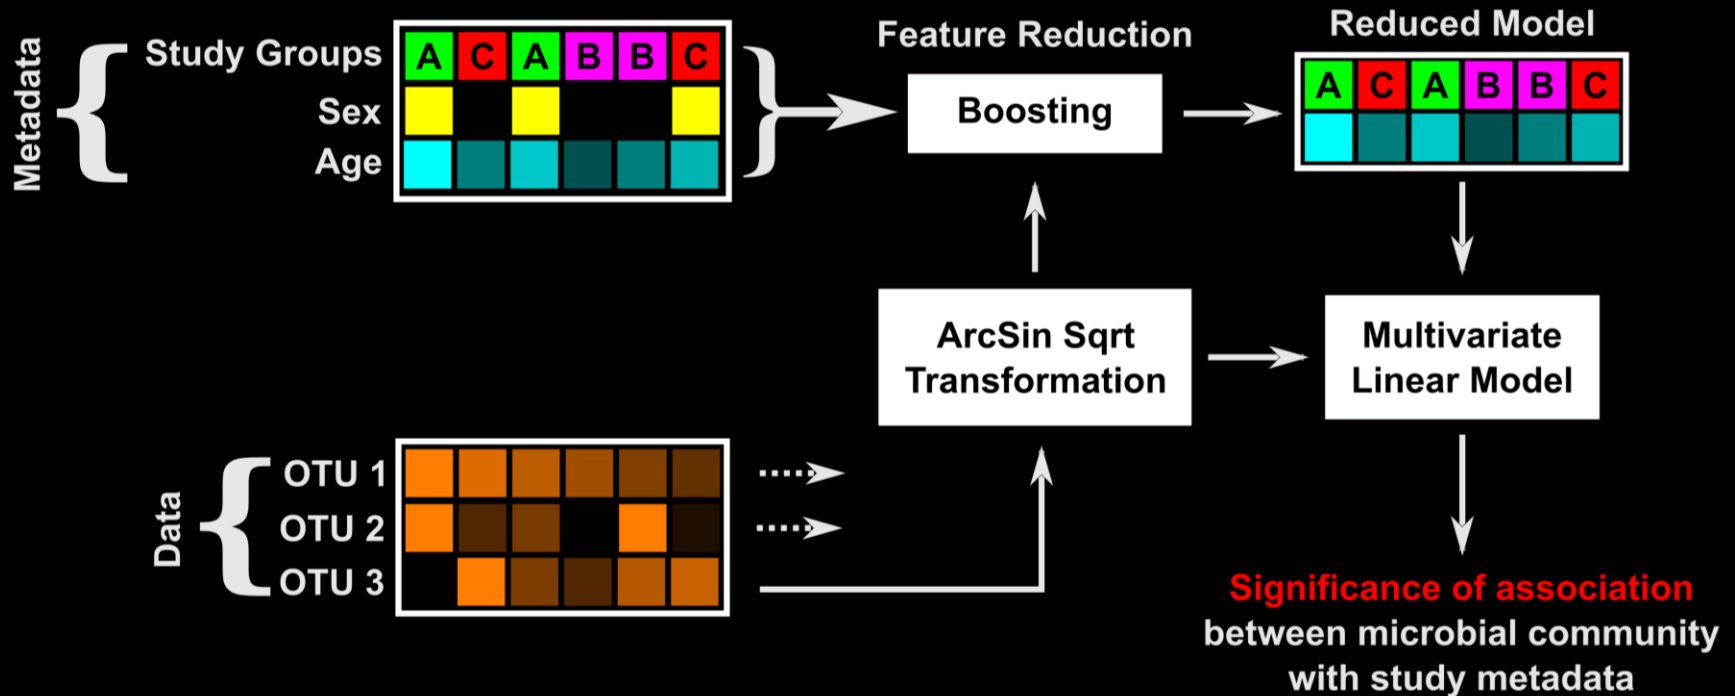 Metadata
Study Groups
A C A B B C
Sex
Age
Feature Reduction
Boosting
Reduced Model
A C A B B C
ArcSin Sqrt
Transformation
Multivariate
Linear Model
Data
OTU 1
OTU 2
OTU 3
Significance of association
between microbial community
with study metadata